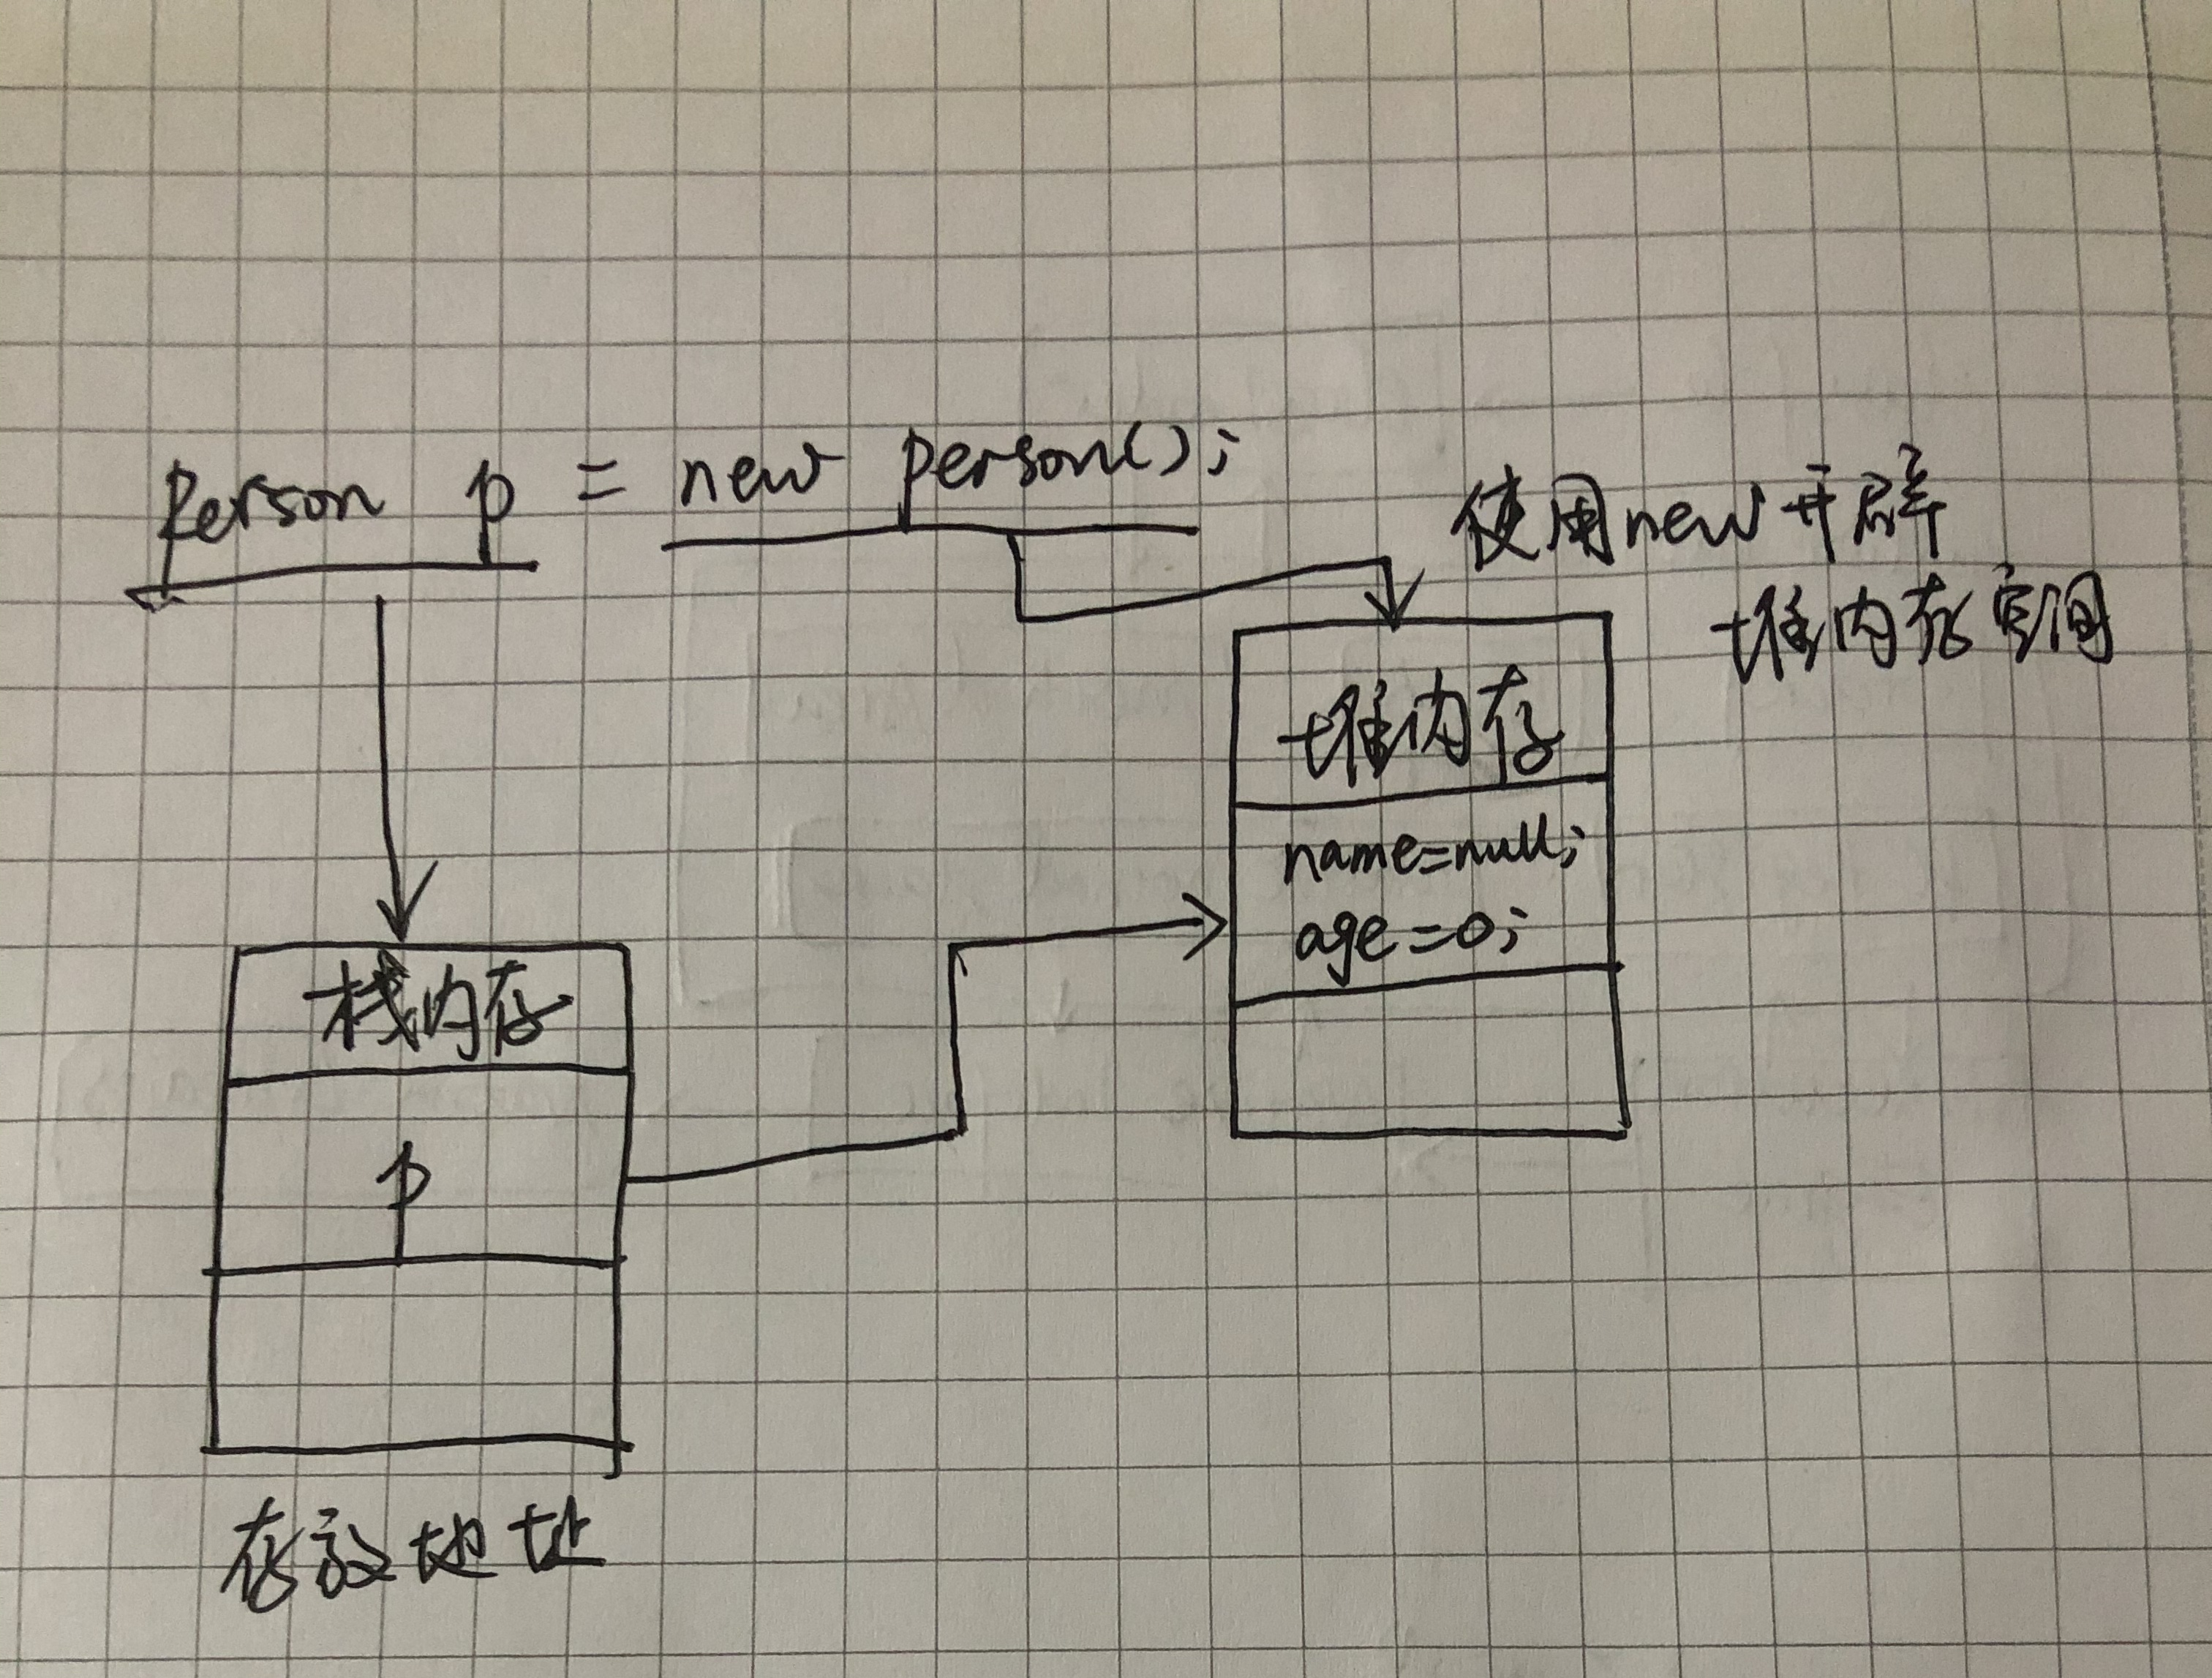 Person p = new person();
使用new开辟
堆内存空间
堆内存
name=null;
age=0;
栈内存
p
存放地址